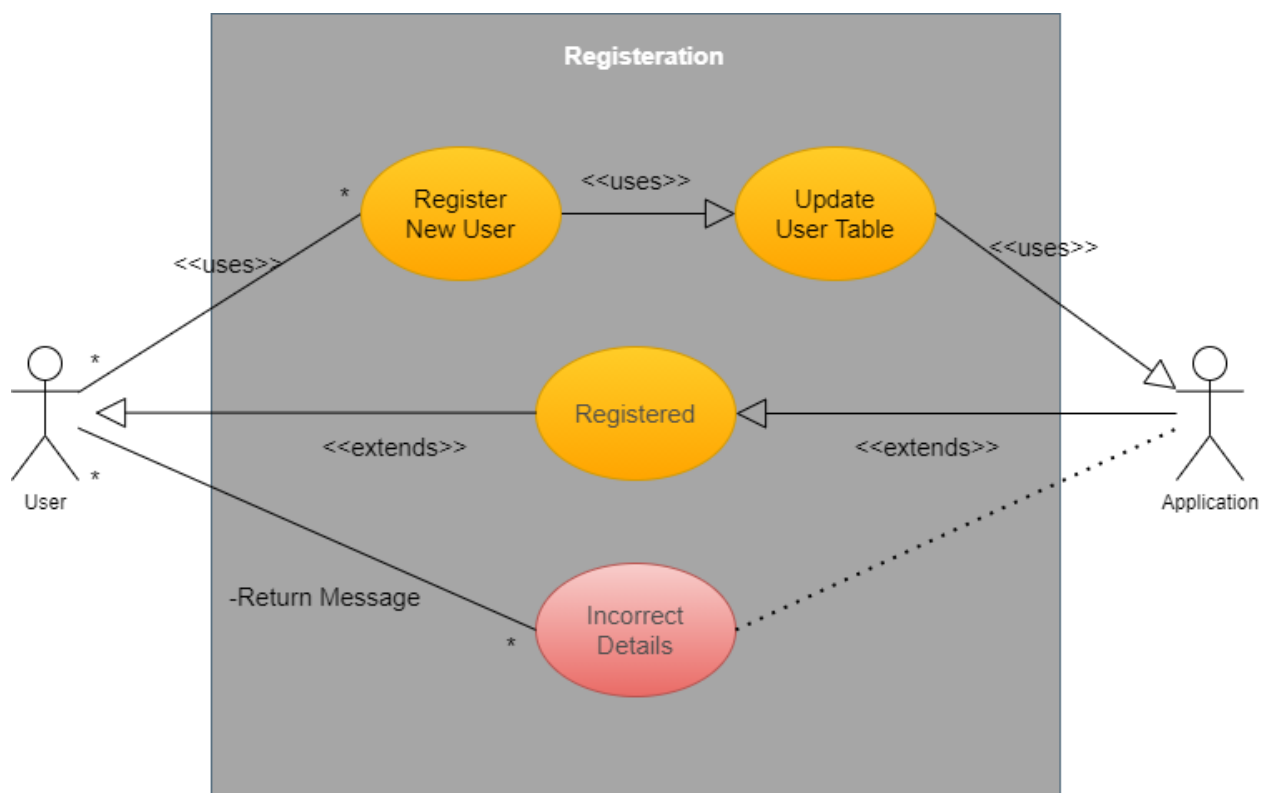 Registeration
<<uses>>
*
Register
New User
Update
User Table
<<uses>>
<<uses>>
*
Registered
<<extends>>
<<extends>>
*
User
Application
-Return Message
Incorrect
Details
*